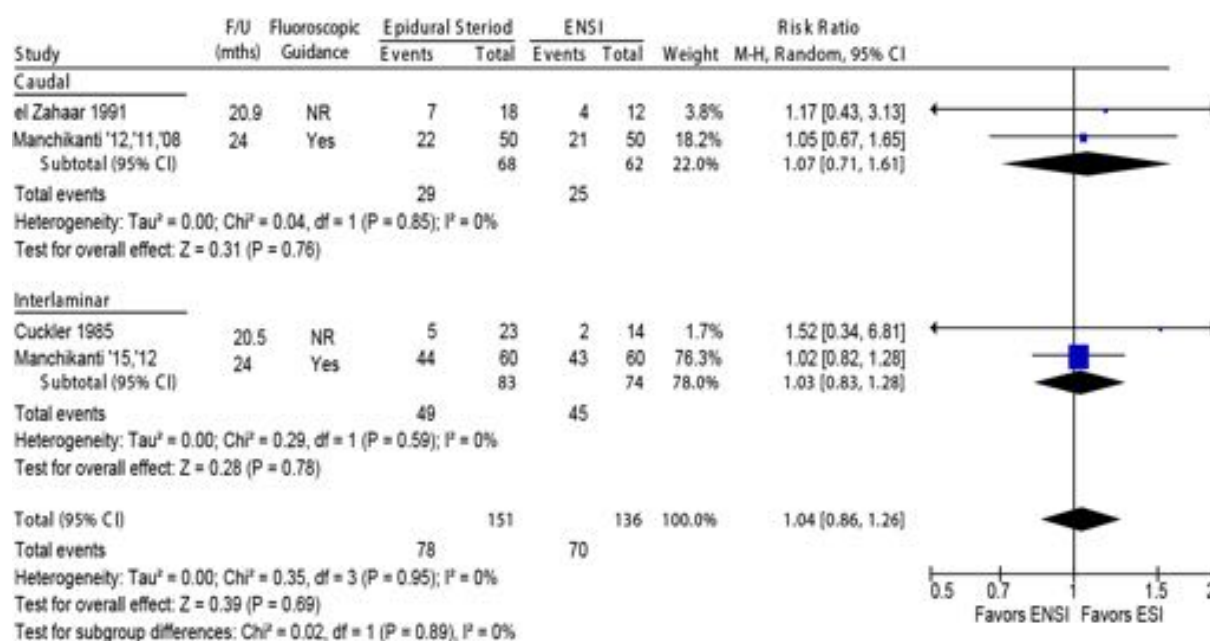 F/U Fluoroscopic Epidural Steriod ENSI Risk Ratio
Study (mths) Guidance Events Total Events Total Weight M-H, Random, 95% CI
Caudal
el Zahaar 1991 20.9 NR 7 18 4 12 3.8% 1.17 [0.43, 3.13]
Manchikanti '12,'11,'08 24 Yes 22 50 21 50 18.2% 1.05 [0.67, 1.65]
Subtotal (95% CI) 68 62 22.0% 1.07 [0.71, 1.61]
Total events 29 25
Heterogeneity: Tau² = 0.00; Chi² = 0.04, df = 1 (P = 0.85); I² = 0%
Test for overall effect: Z = 0.31 (P = 0.76)
Interlaminar
Cuckler 1985 20.5 NR 5 23 2 14 1.7% 1.52 [0.34, 6.81]
Manchikanti '15,'12 24 Yes 44 60 43 60 76.3% 1.02 [0.82, 1.28]
Subtotal (95% CI) 83 74 78.0% 1.03 [0.83, 1.28]
Total events 49 45
Heterogeneity: Tau² = 0.00; Chi² = 0.29, df = 1 (P = 0.59); I² = 0%
Test for overall effect: Z = 0.28 (P = 0.78)
Total (95% CI) 151 136 100.0% 1.04 [0.86, 1.26]
Total events 78 70
Heterogeneity: Tau² = 0.00; Chi² = 0.35, df = 3 (P = 0.95); I² = 0%
Test for overall effect: Z = 0.39 (P = 0.69)
Test for subgroup differences: Chi² = 0.02, df = 1 (P = 0.89), I² = 0%
0.5 0.7 1 1.5 2
Favors ENSI Favors ESI